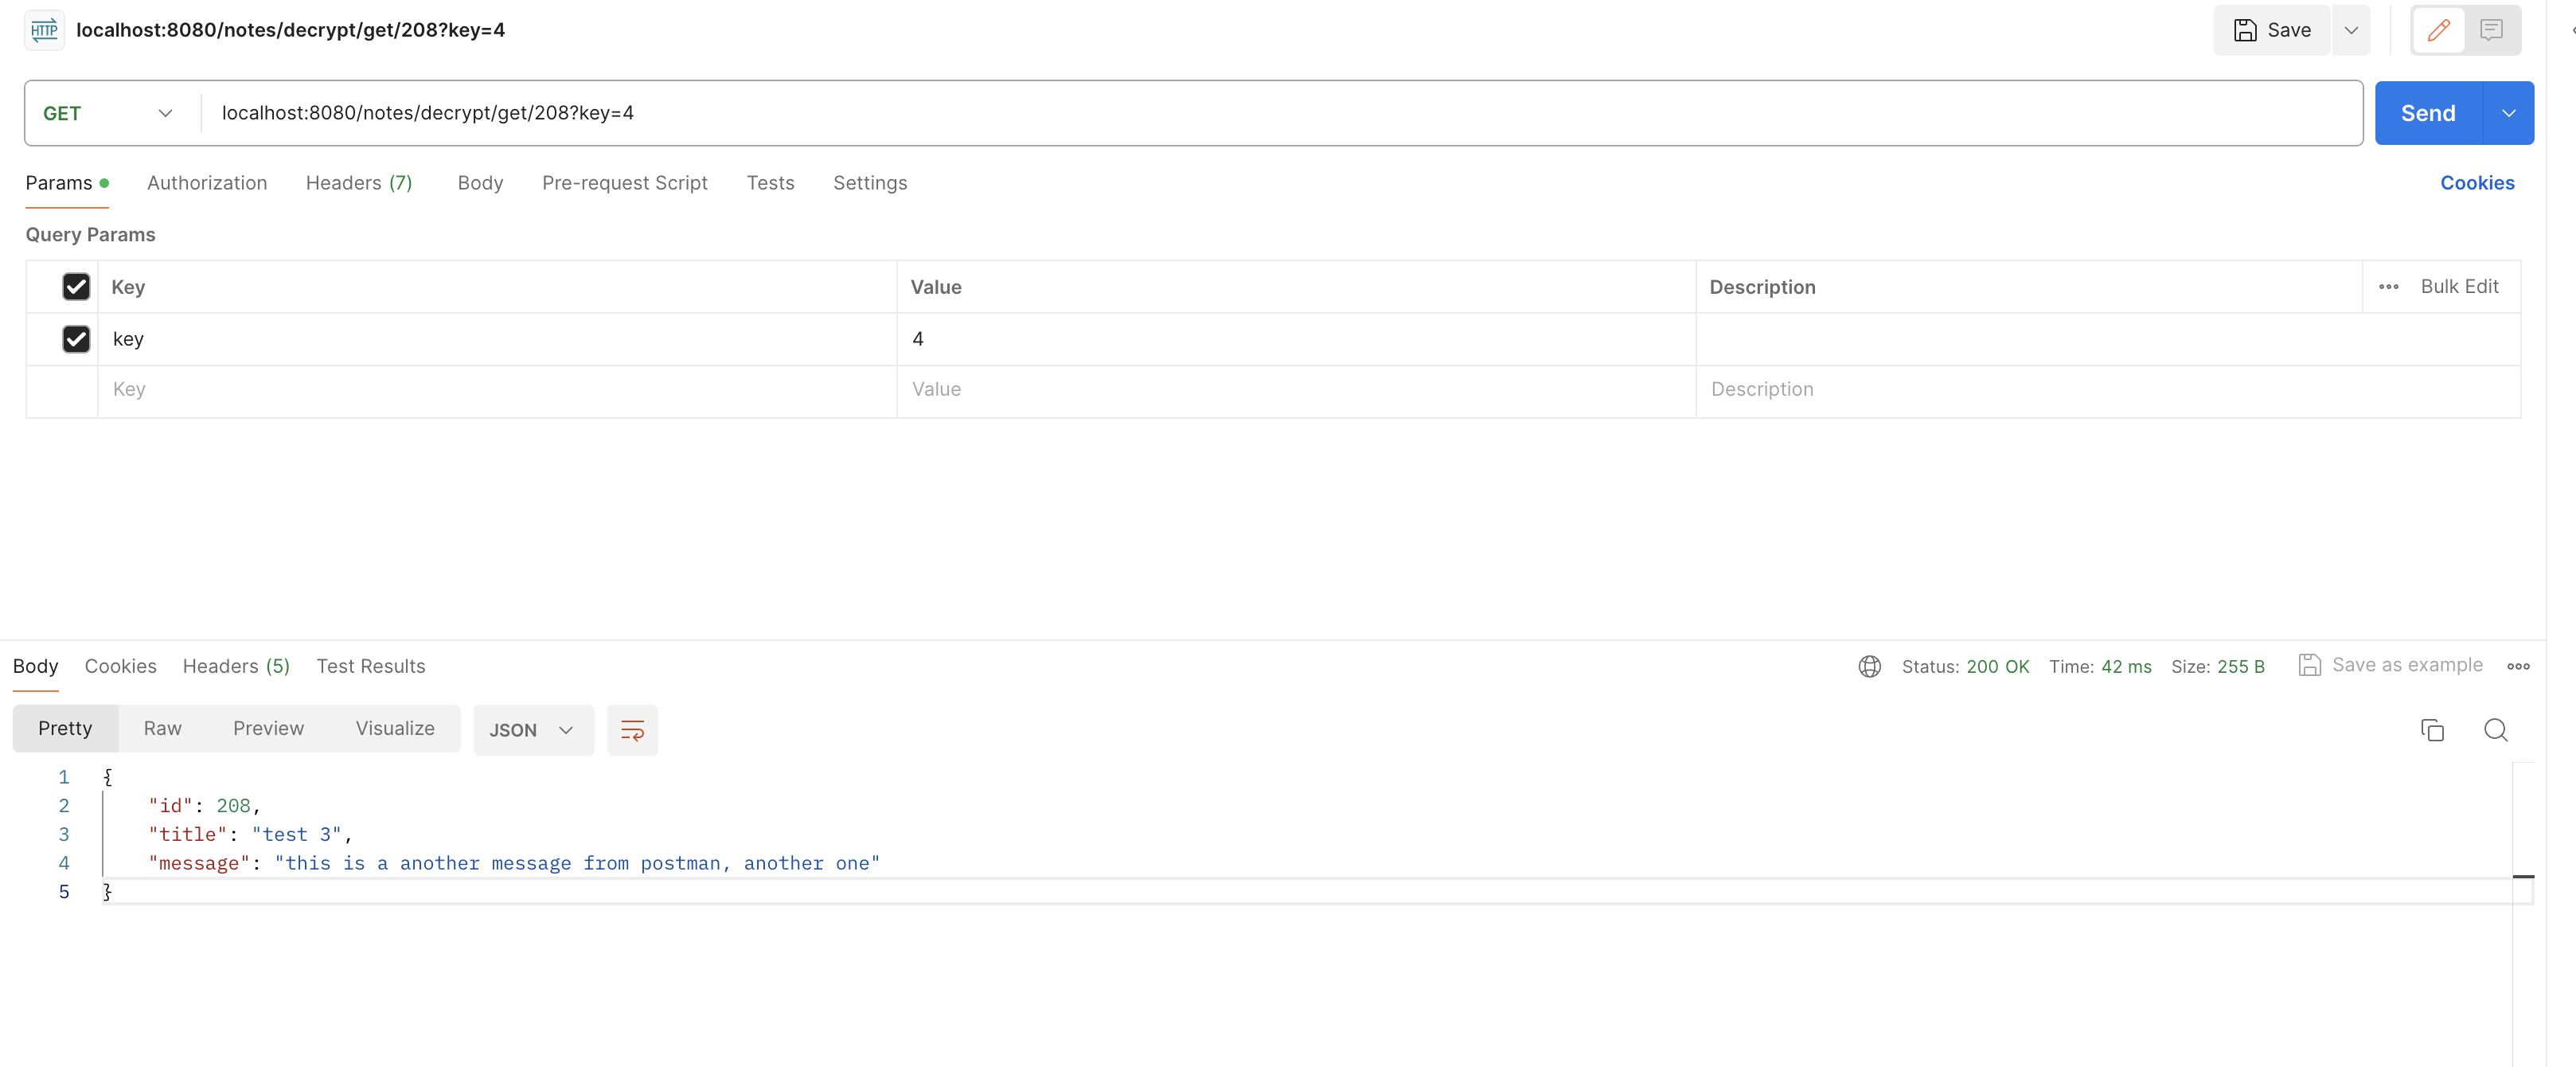 HTTP localhost:8080/notes/decrypt/get/208?key=4 Save
GET localhost:8080/notes/decrypt/get/208?key=4 Send
Params Authorization Headers (7) Body Pre-request Script Tests Settings Cookies
Query Params
Key Value Description Bulk Edit
key 4
Key Value Description
Body Cookies Headers (5) Test Results Status: 200 OK Time: 42 ms Size: 255 B Save as example
Pretty Raw Preview Visualize JSON
1 {
2 "id": 208,
3 "title": "test 3",
4 "message": "this is a another message from postman, another one"
5 }